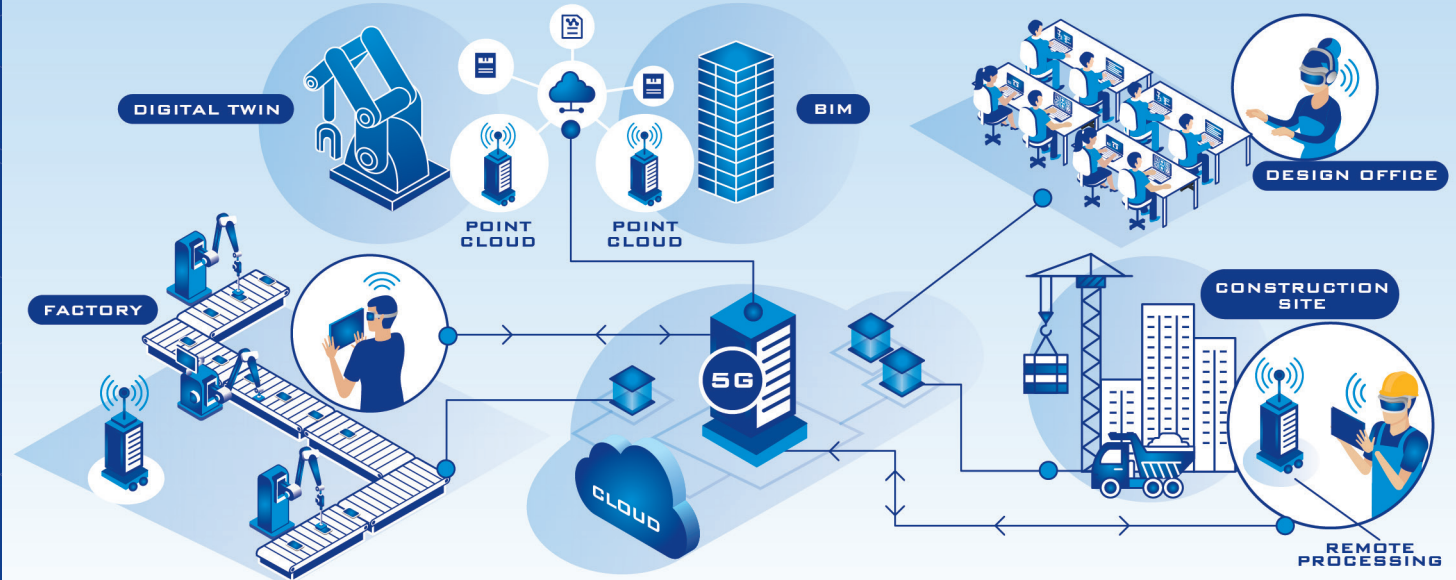 DIGITAL TWIN
BIM
POINT
CLOUD
POINT
CLOUD
DESIGN OFFICE
FACTORY
CONSTRUCTION
SITE
5G
CLOUD
REMOTE
PROCESSING